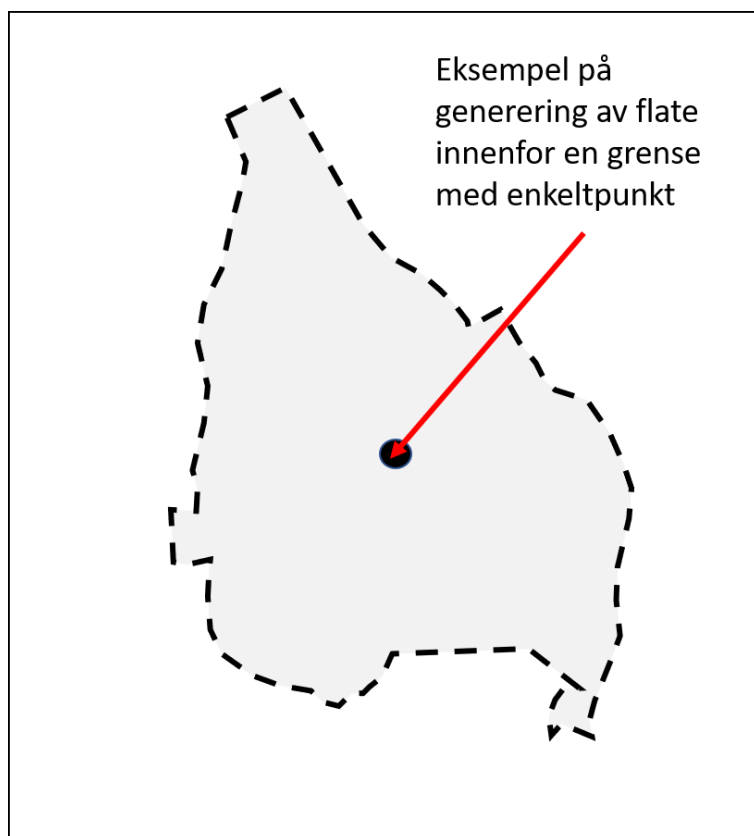 Eksempel på
generering av flate
innenfor en grense
med enkeltpunkt